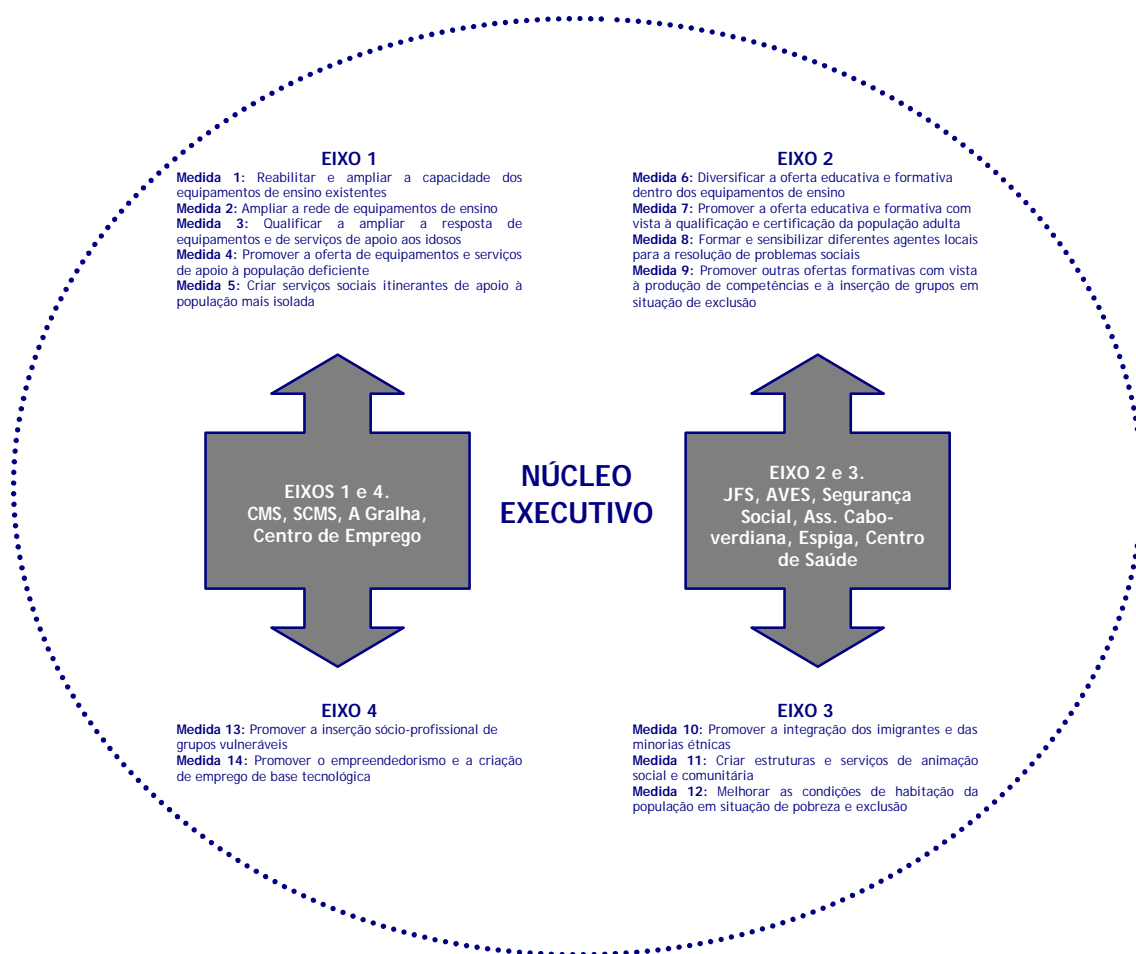 EIXO 1
Medida 1: Reabilitar e ampliar a capacidade dos
equipamentos de ensino existentes
Medida 2: Ampliar a rede de equipamentos de ensino
Medida 3: Qualificar a ampliar a resposta de
equipamentos e de serviços de apoio aos idosos
Medida 4: Promover a oferta de equipamentos e serviços
de apoio à população deficiente
Medida 5: Criar serviços sociais itinerantes de apoio à
população mais isolada
EIXO 2
Medida 6: Diversificar a oferta educativa e formativa
dentro dos equipamentos de ensino
Medida 7: Promover a oferta educativa e formativa com
vista à qualificação e certificação da população adulta
Medida 8: Formar e sensibilizar diferentes agentes locais
para a resolução de problemas sociais
Medida 9: Promover outras ofertas formativas com vista
à produção de competências e à inserção de grupos em
situação de exclusão
EIXOS 1 e 4.
CMS, SCMS, A Gralha,
Centro de Emprego
NÚCLEO
EXECUTIVO
EIXO 2 e 3.
JFS, AVES, Segurança
Social, Ass. Cabo-
verdiana, Espiga, Centro
de Saúde
EIXO 4
Medida 13: Promover a inserção sócio-profissional de
grupos vulneráveis
Medida 14: Promover o empreendedorismo e a criação
de emprego de base tecnológica
EIXO 3
Medida 10: Promover a integração dos imigrantes e das
minorias étnicas
Medida 11: Criar estruturas e serviços de animação
social e comunitária
Medida 12: Melhorar as condições de habitação da
população em situação de pobreza e exclusão